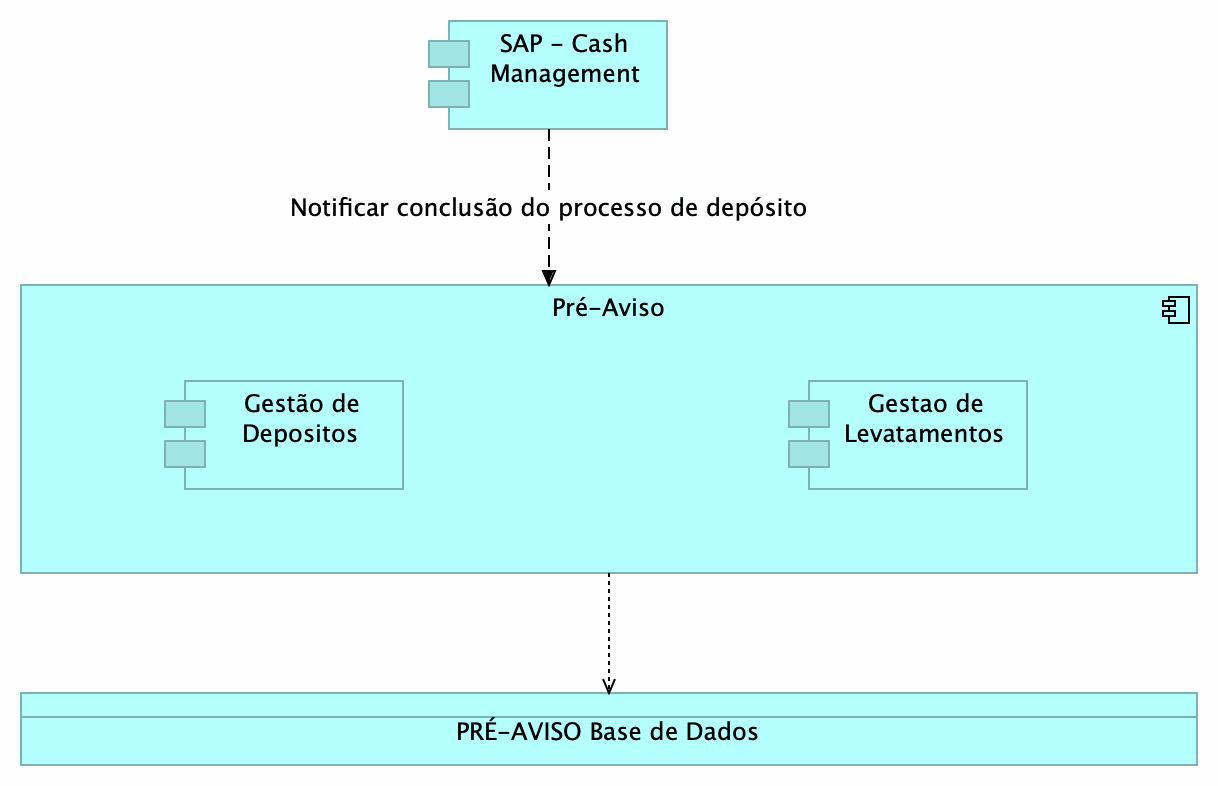 SAP - Cash
Management
Notificar conclusão do processo de depósito
Pré-Aviso
Gestão de
Depositos
Gestao de
Levatamentos
PRÉ-AVISO Base de Dados